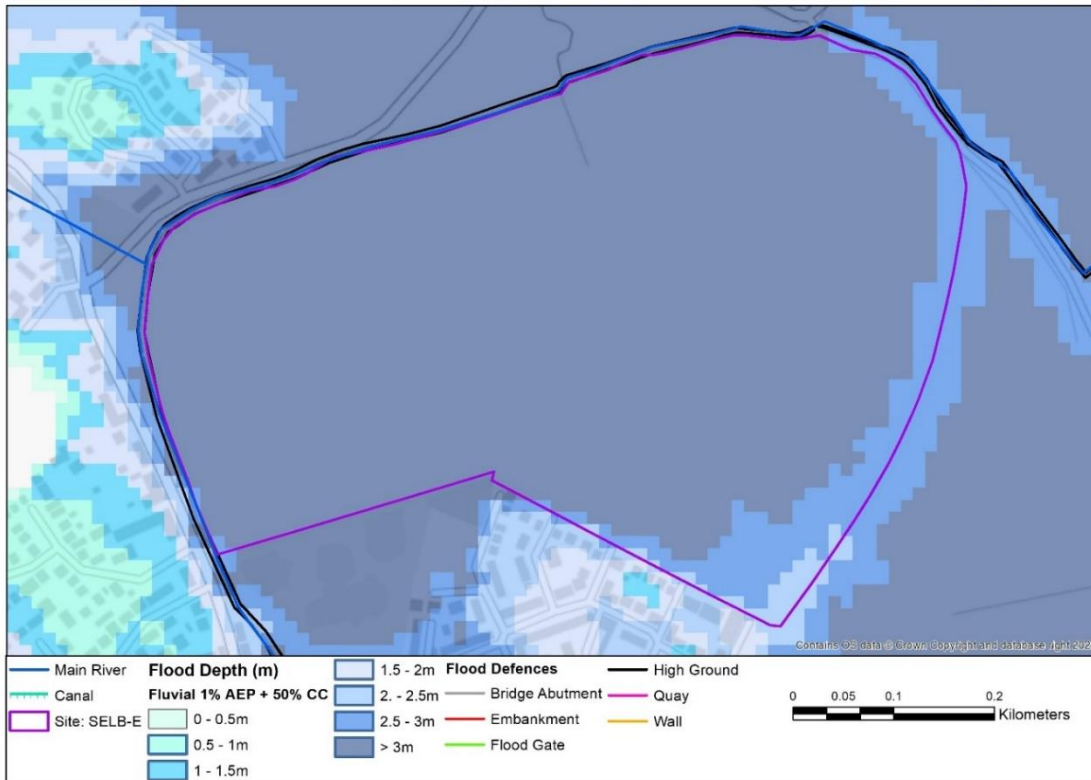 Contains OS data © Crown Copyright and database right 202
Main River
Canal
Site: SELB-E
Flood Depth (m)
Fluvial 1% AEP + 50% CC
0 - 0.5m
0.5 - 1m
1 - 1.5m
1.5 - 2m
2. - 2.5m
2.5 - 3m
> 3m
Flood Defences
Bridge Abutment
Embankment
Flood Gate
High Ground
Quay
Wall
0 0.05 0.1 0.2
Kilometers